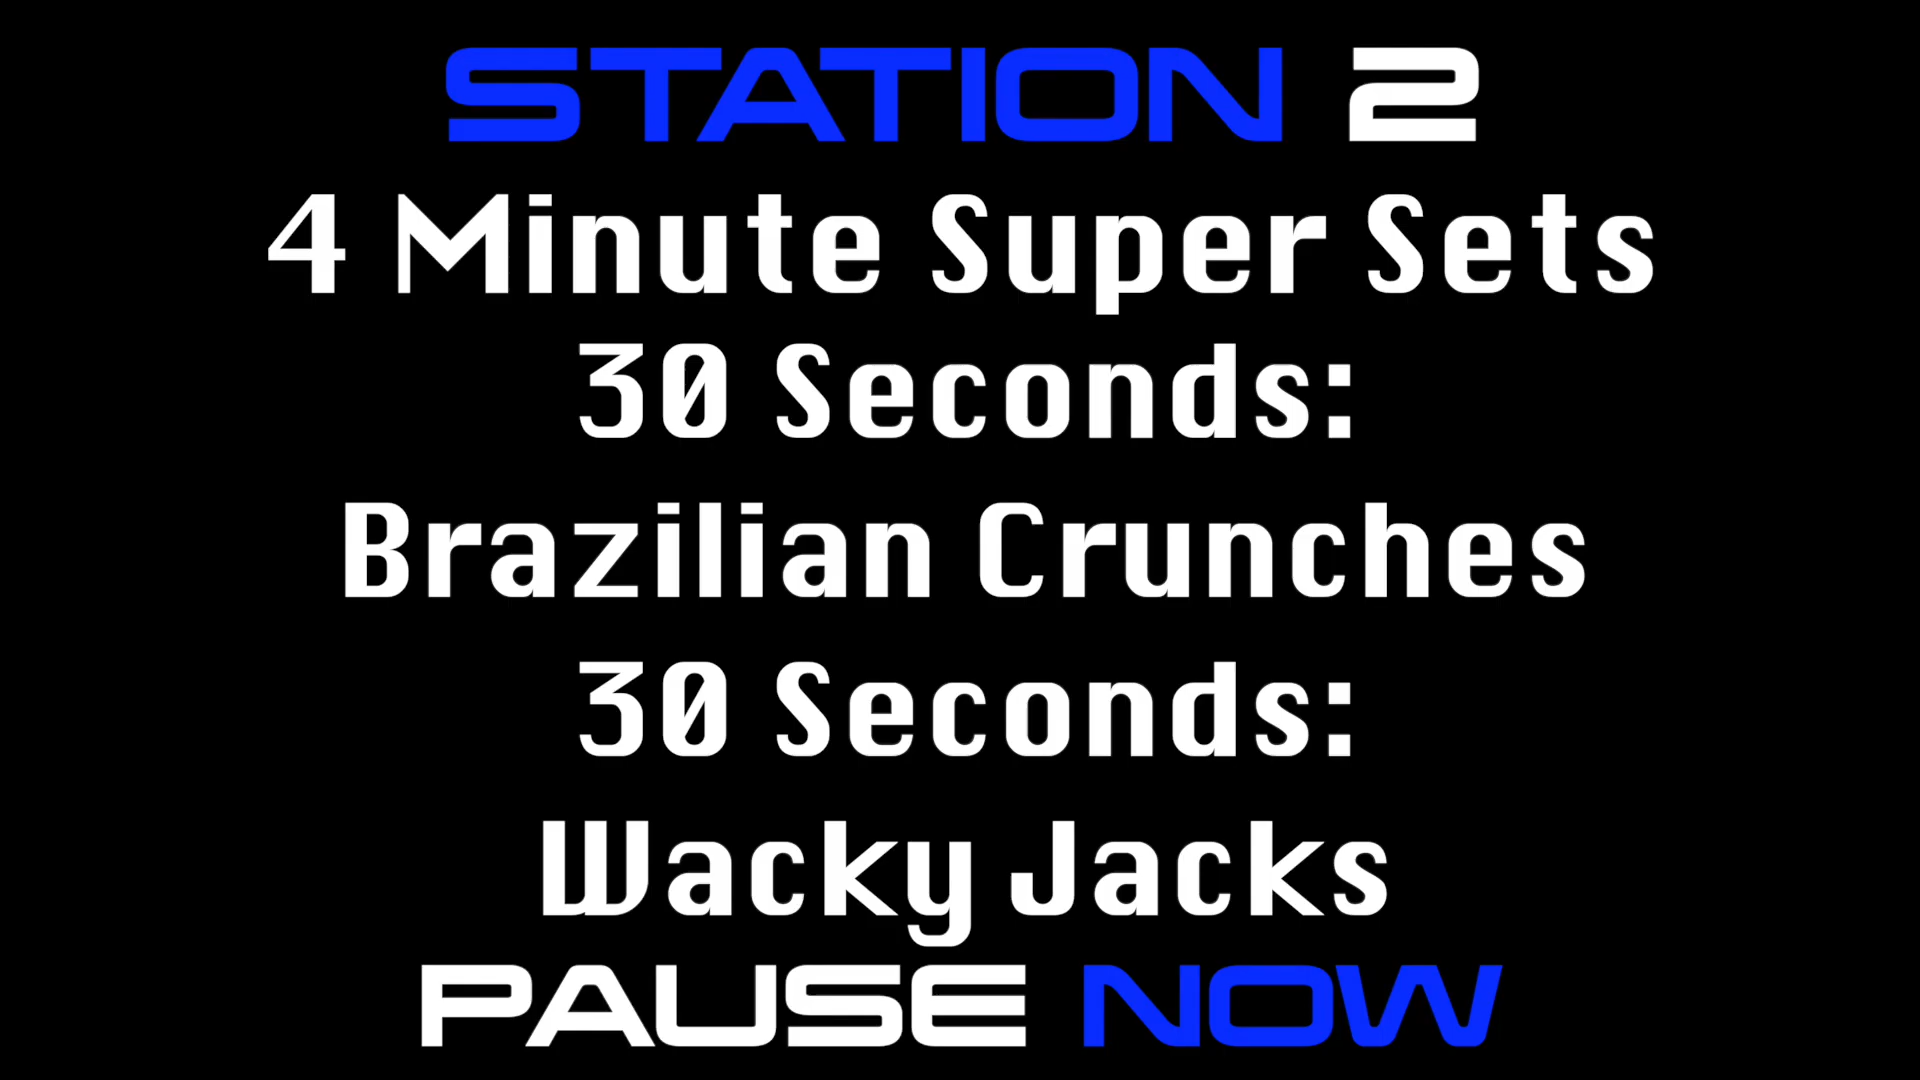 STATION 2
4 Minute Super Sets
30 Seconds:
Brazilian Crunches
30 Seconds:
Wacky Jacks
PAUSE NOW